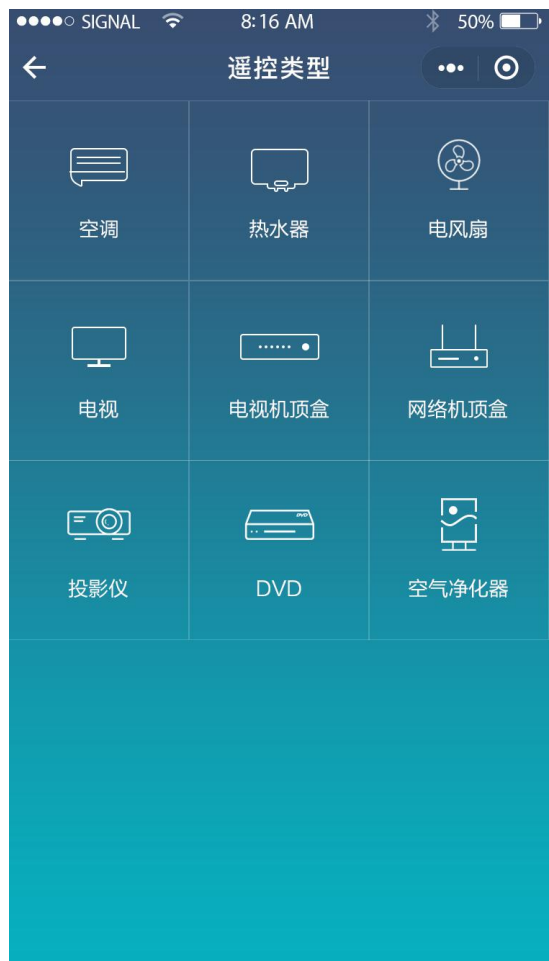 SIGNAL 8:16 AM 50%
遥控类型
空调 热水器 电风扇
电视 电视机顶盒 网络机顶盒
DVD
投影仪 DVD 空气净化器